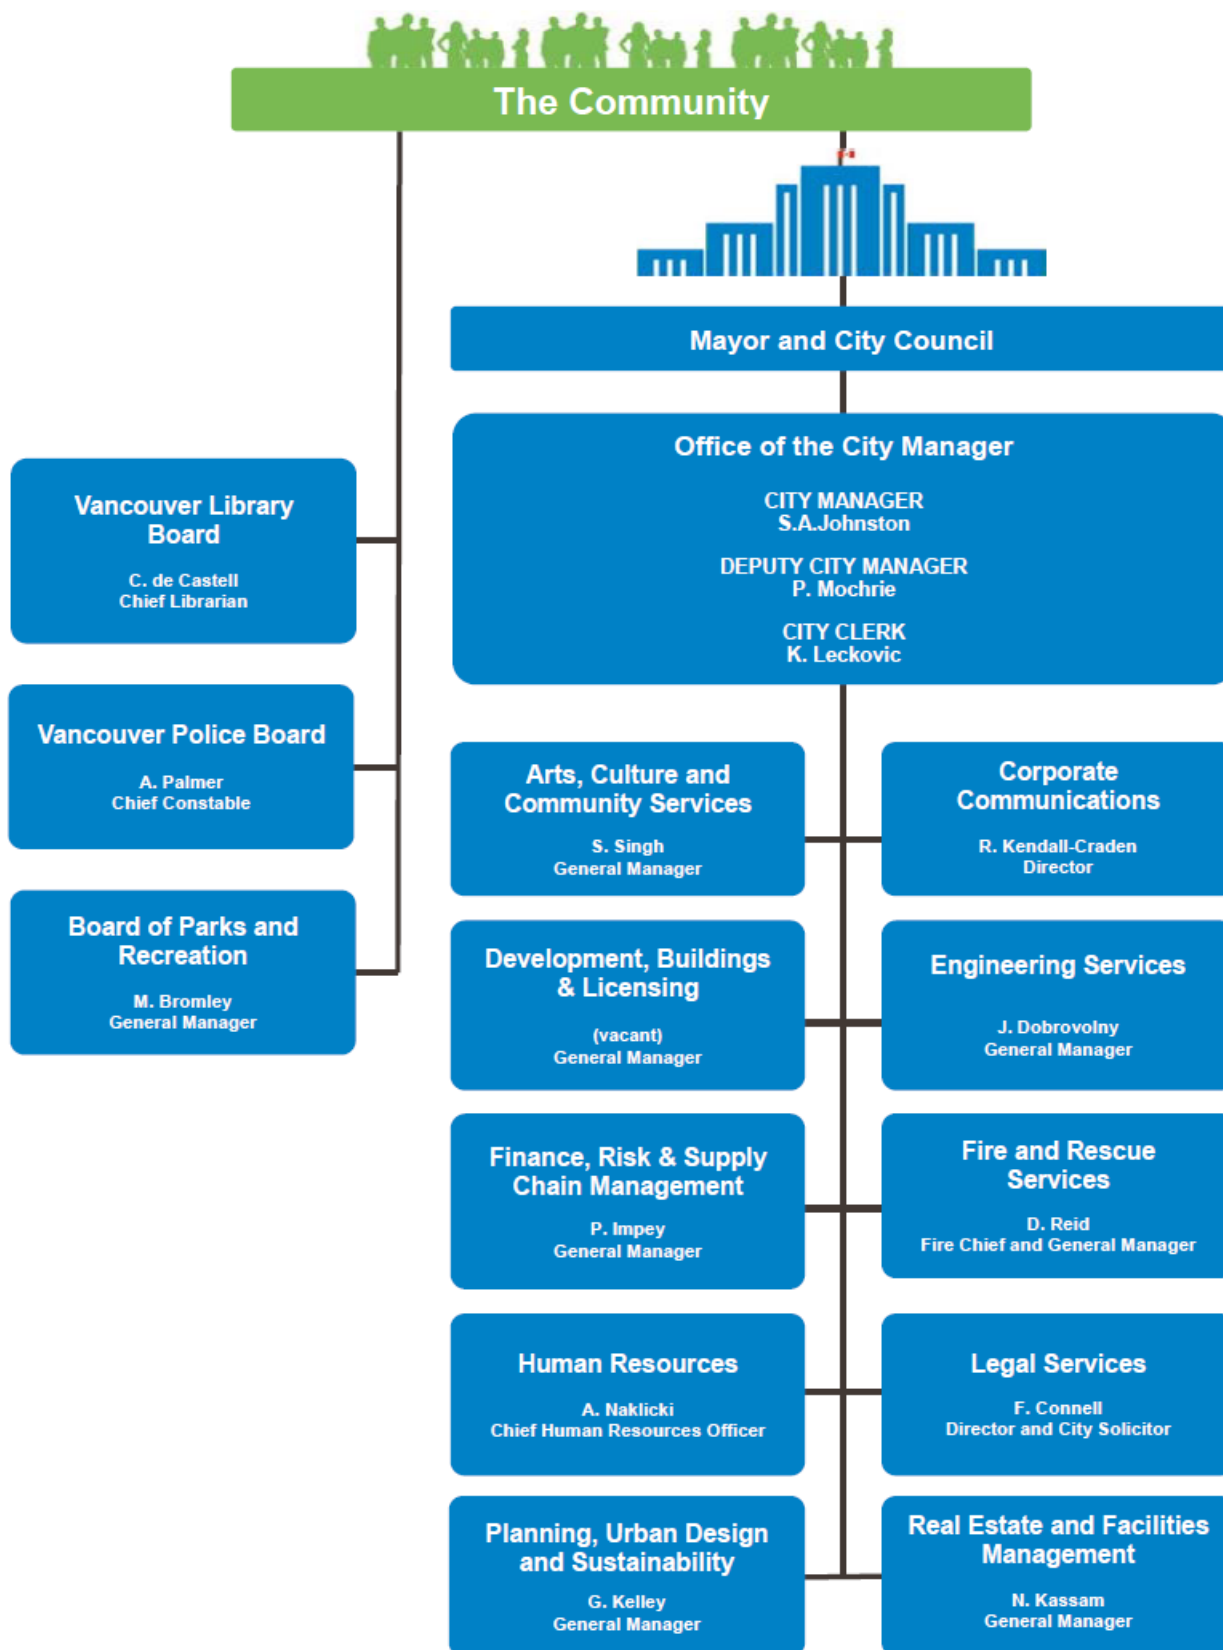 The Community
Mayor and City Council
Office of the City Manager
CITY MANAGER
S.A.Johnston
DEPUTY CITY MANAGER
P. Mochrie
CITY CLERK
K. Leckovic
Vancouver Library
Board
C. de Castell
Chief Librarian
Vancouver Police Board
A. Palmer
Chief Constable
Board of Parks and
Recreation
M. Bromley
General Manager
Arts, Culture and
Community Services
S. Singh
General Manager
Corporate
Communications
R. Kendall-Craden
Director
Development, Buildings
& Licensing
(vacant)
General Manager
Engineering Services
J. Dobrovolny
General Manager
Finance, Risk & Supply
Chain Management
P. Impey
General Manager
Fire and Rescue
Services
D. Reid
Fire Chief and General Manager
Human Resources
A. Naklicki
Chief Human Resources Officer
Legal Services
F. Connell
Director and City Solicitor
Planning, Urban Design
and Sustainability
G. Kelley
General Manager
Real Estate and Facilities
Management
N. Kassam
General Manager